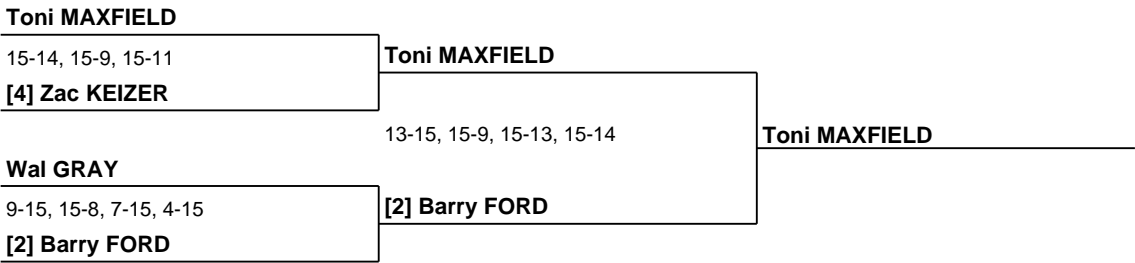 Toni MAXFIELD
15-14, 15-9, 15-11
[4] Zac KEIZER
Toni MAXFIELD
13-15, 15-9, 15-13, 15-14
Toni MAXFIELD
Wal GRAY
9-15, 15-8, 7-15, 4-15
[2] Barry FORD
[2] Barry FORD